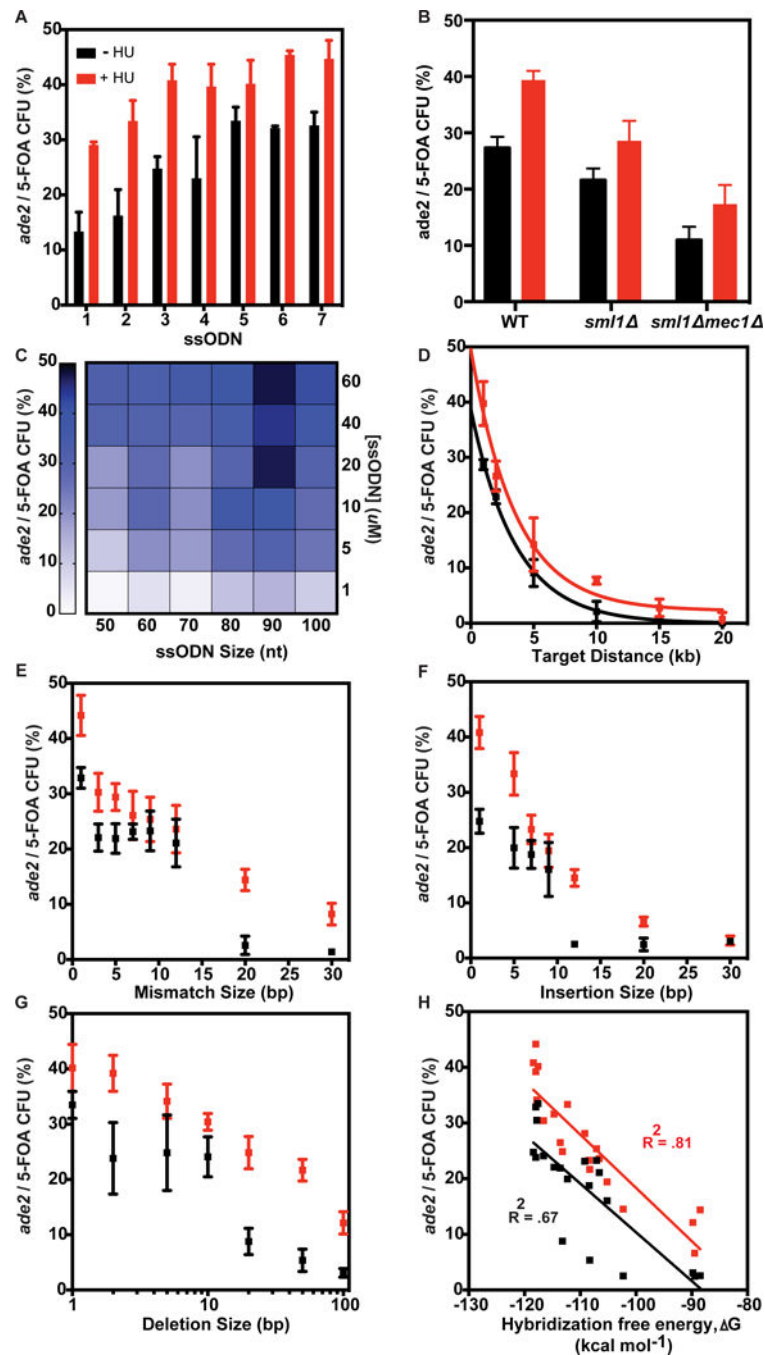 A
50
40
30
20
10
0
ade2 / 5-FOA CFU (%)
- HU
+ HU
1 2 3 4 5 6 7
ssODN
B
50
40
30
20
10
0
ade2 / 5-FOA CFU (%)
WT sml1Δ sml1Δmec1Δ
C
50
40
30
20
10
0
ade2 / 5-FOA CFU (%)
60
40
20
10
5
1
[ssODN] (uM)
50 60 70 80 90 100
ssODN Size (nt)
D
50
40
30
20
10
0
ade2 / 5-FOA CFU (%)
0 5 10 15 20
Target Distance (kb)
E
50
40
30
20
10
0
ade2 / 5-FOA CFU (%)
0 5 10 15 20 25 30
Mismatch Size (bp)
F
50
40
30
20
10
0
ade2 / 5-FOA CFU (%)
0 5 10 15 20 25 30
Insertion Size (bp)
G
50
40
30
20
10
0
ade2 / 5-FOA CFU (%)
1 10 100
Deletion Size (bp)
H
50
40
30
20
10
0
ade2 / 5-FOA CFU (%)
2
R = .81
2
R = .67
-130 -120 -110 -100 -90 -80
Hybridization free energy, ΔG
(kcal mol-1)